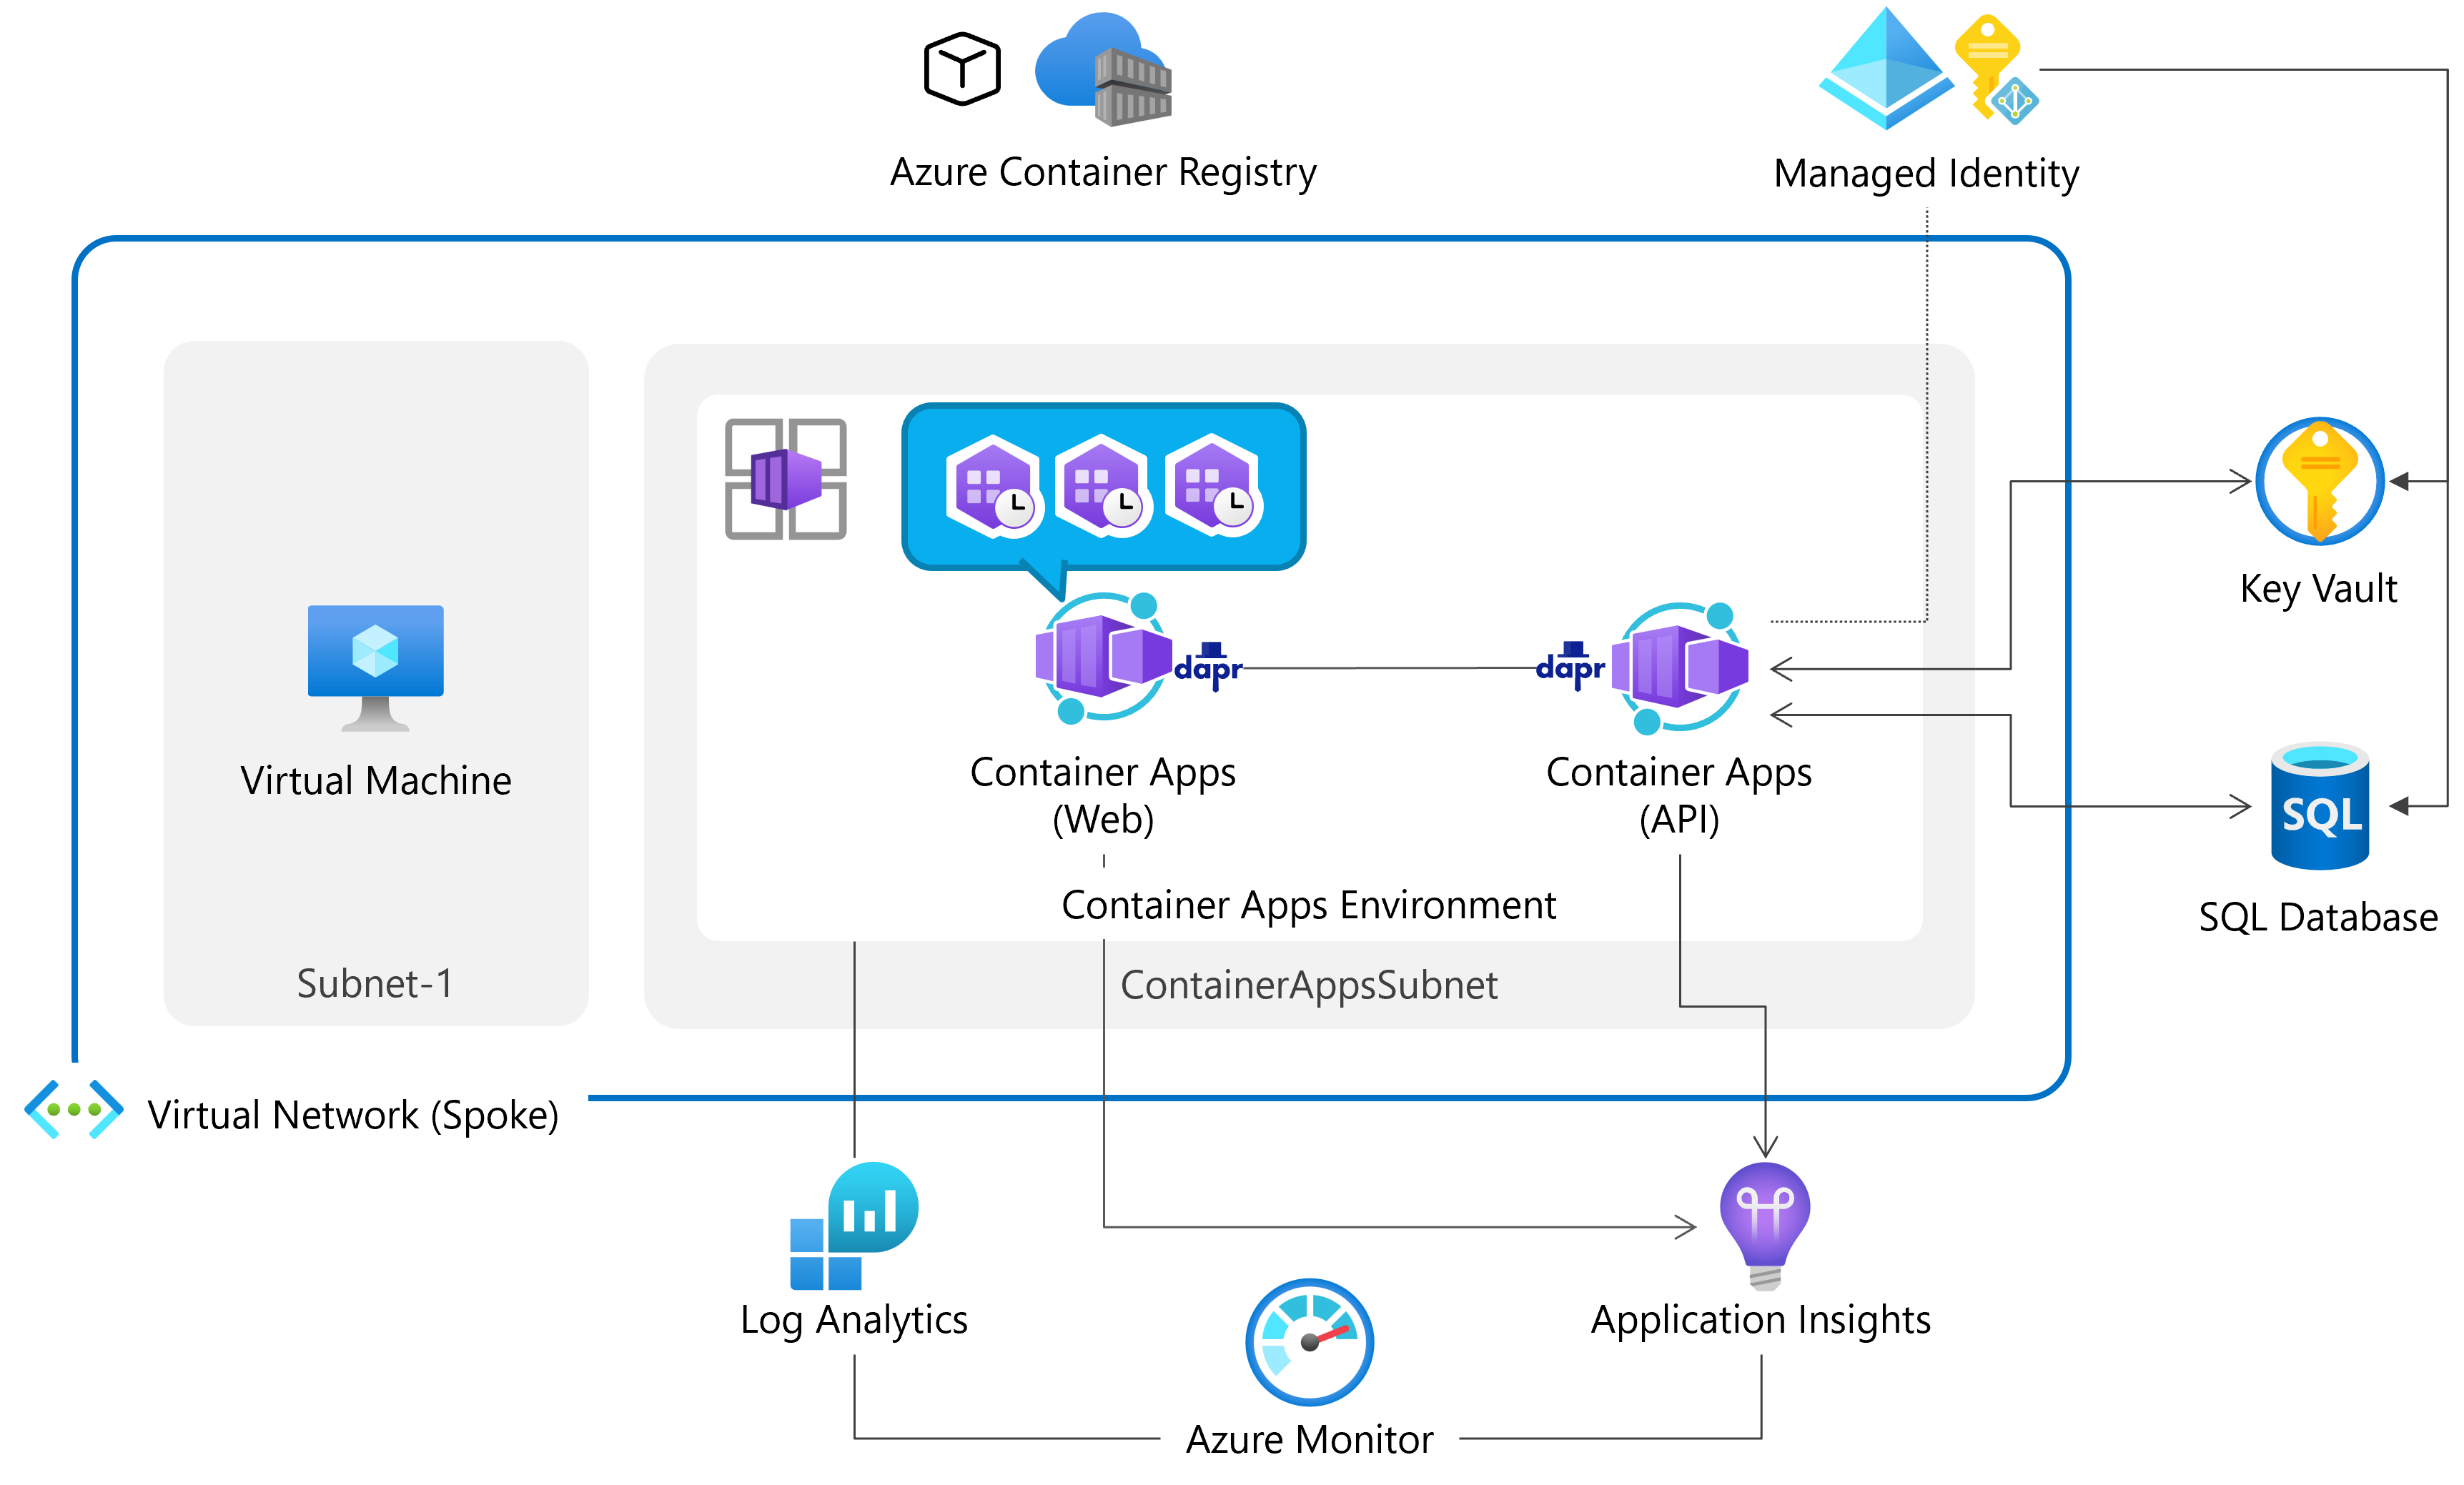 Azure Container Registry
Managed Identity
dapr
dapr
Key Vault
Virtual Machine
Container Apps
(Web)
Container Apps
(API)
SQL
Container Apps Environment
SQL Database
Subnet-1
ContainerAppsSubnet
Virtual Network (Spoke)
Log Analytics
Application Insights
Azure Monitor